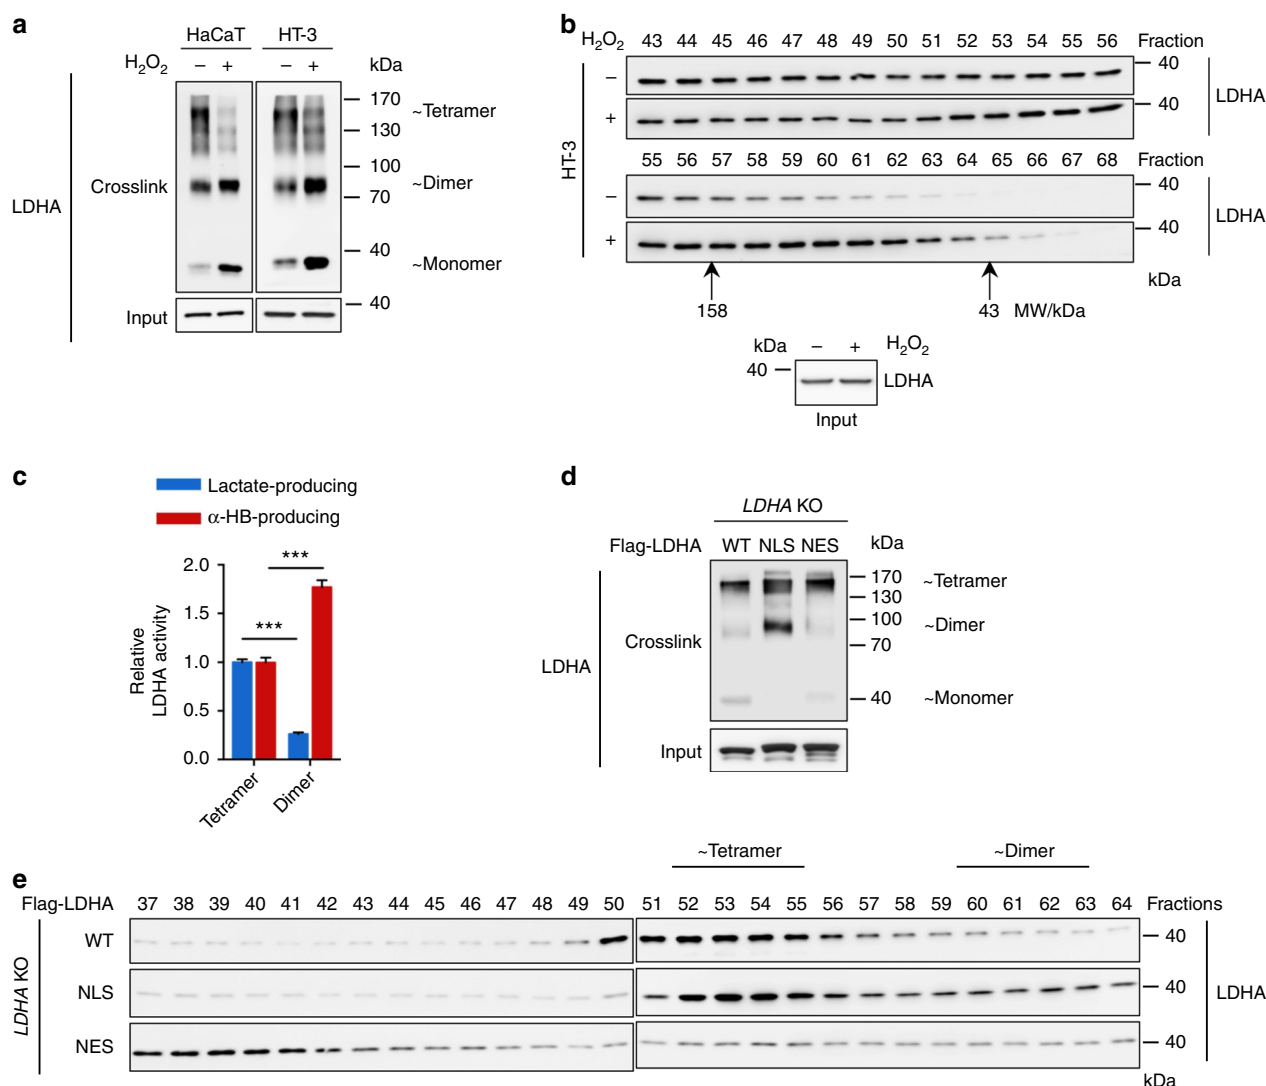 a
HaCaT HT-3
H2O2 – + – + kDa
170
~Tetramer
130
100
Crosslink
~Dimer
70
LDHA
40
~Monomer
40
Input
b
H2O2 43 44 45 46 47 48 49 50 51 52 53 54 55 56 Fraction
– 40
LDHA
+ 40
HT-3
55 56 57 58 59 60 61 62 63 64 65 66 67 68 Fraction
– 40
LDHA
+ 40
kDa
158 43 MW/kDa
kDa – + H2O2
40
LDHA
Input
c
Lactate-producing
α-HB-producing
2.0
1.5
1.0
0.5
0.0
Relative
LDHA activity
***
***
Tetramer
Dimer
d
LDHA KO
Flag-LDHA WT NLS NES kDa
170
~Tetramer
130
100
~Dimer
Crosslink
70
LDHA
40
~Monomer
Input
e
~Tetramer ~Dimer
Flag-LDHA 37 38 39 40 41 42 43 44 45 46 47 48 49 50 51 52 53 54 55 56 57 58 59 60 61 62 63 64 Fractions
WT 40
LDHA KO
NLS 40
LDHA
NES 40
kDa